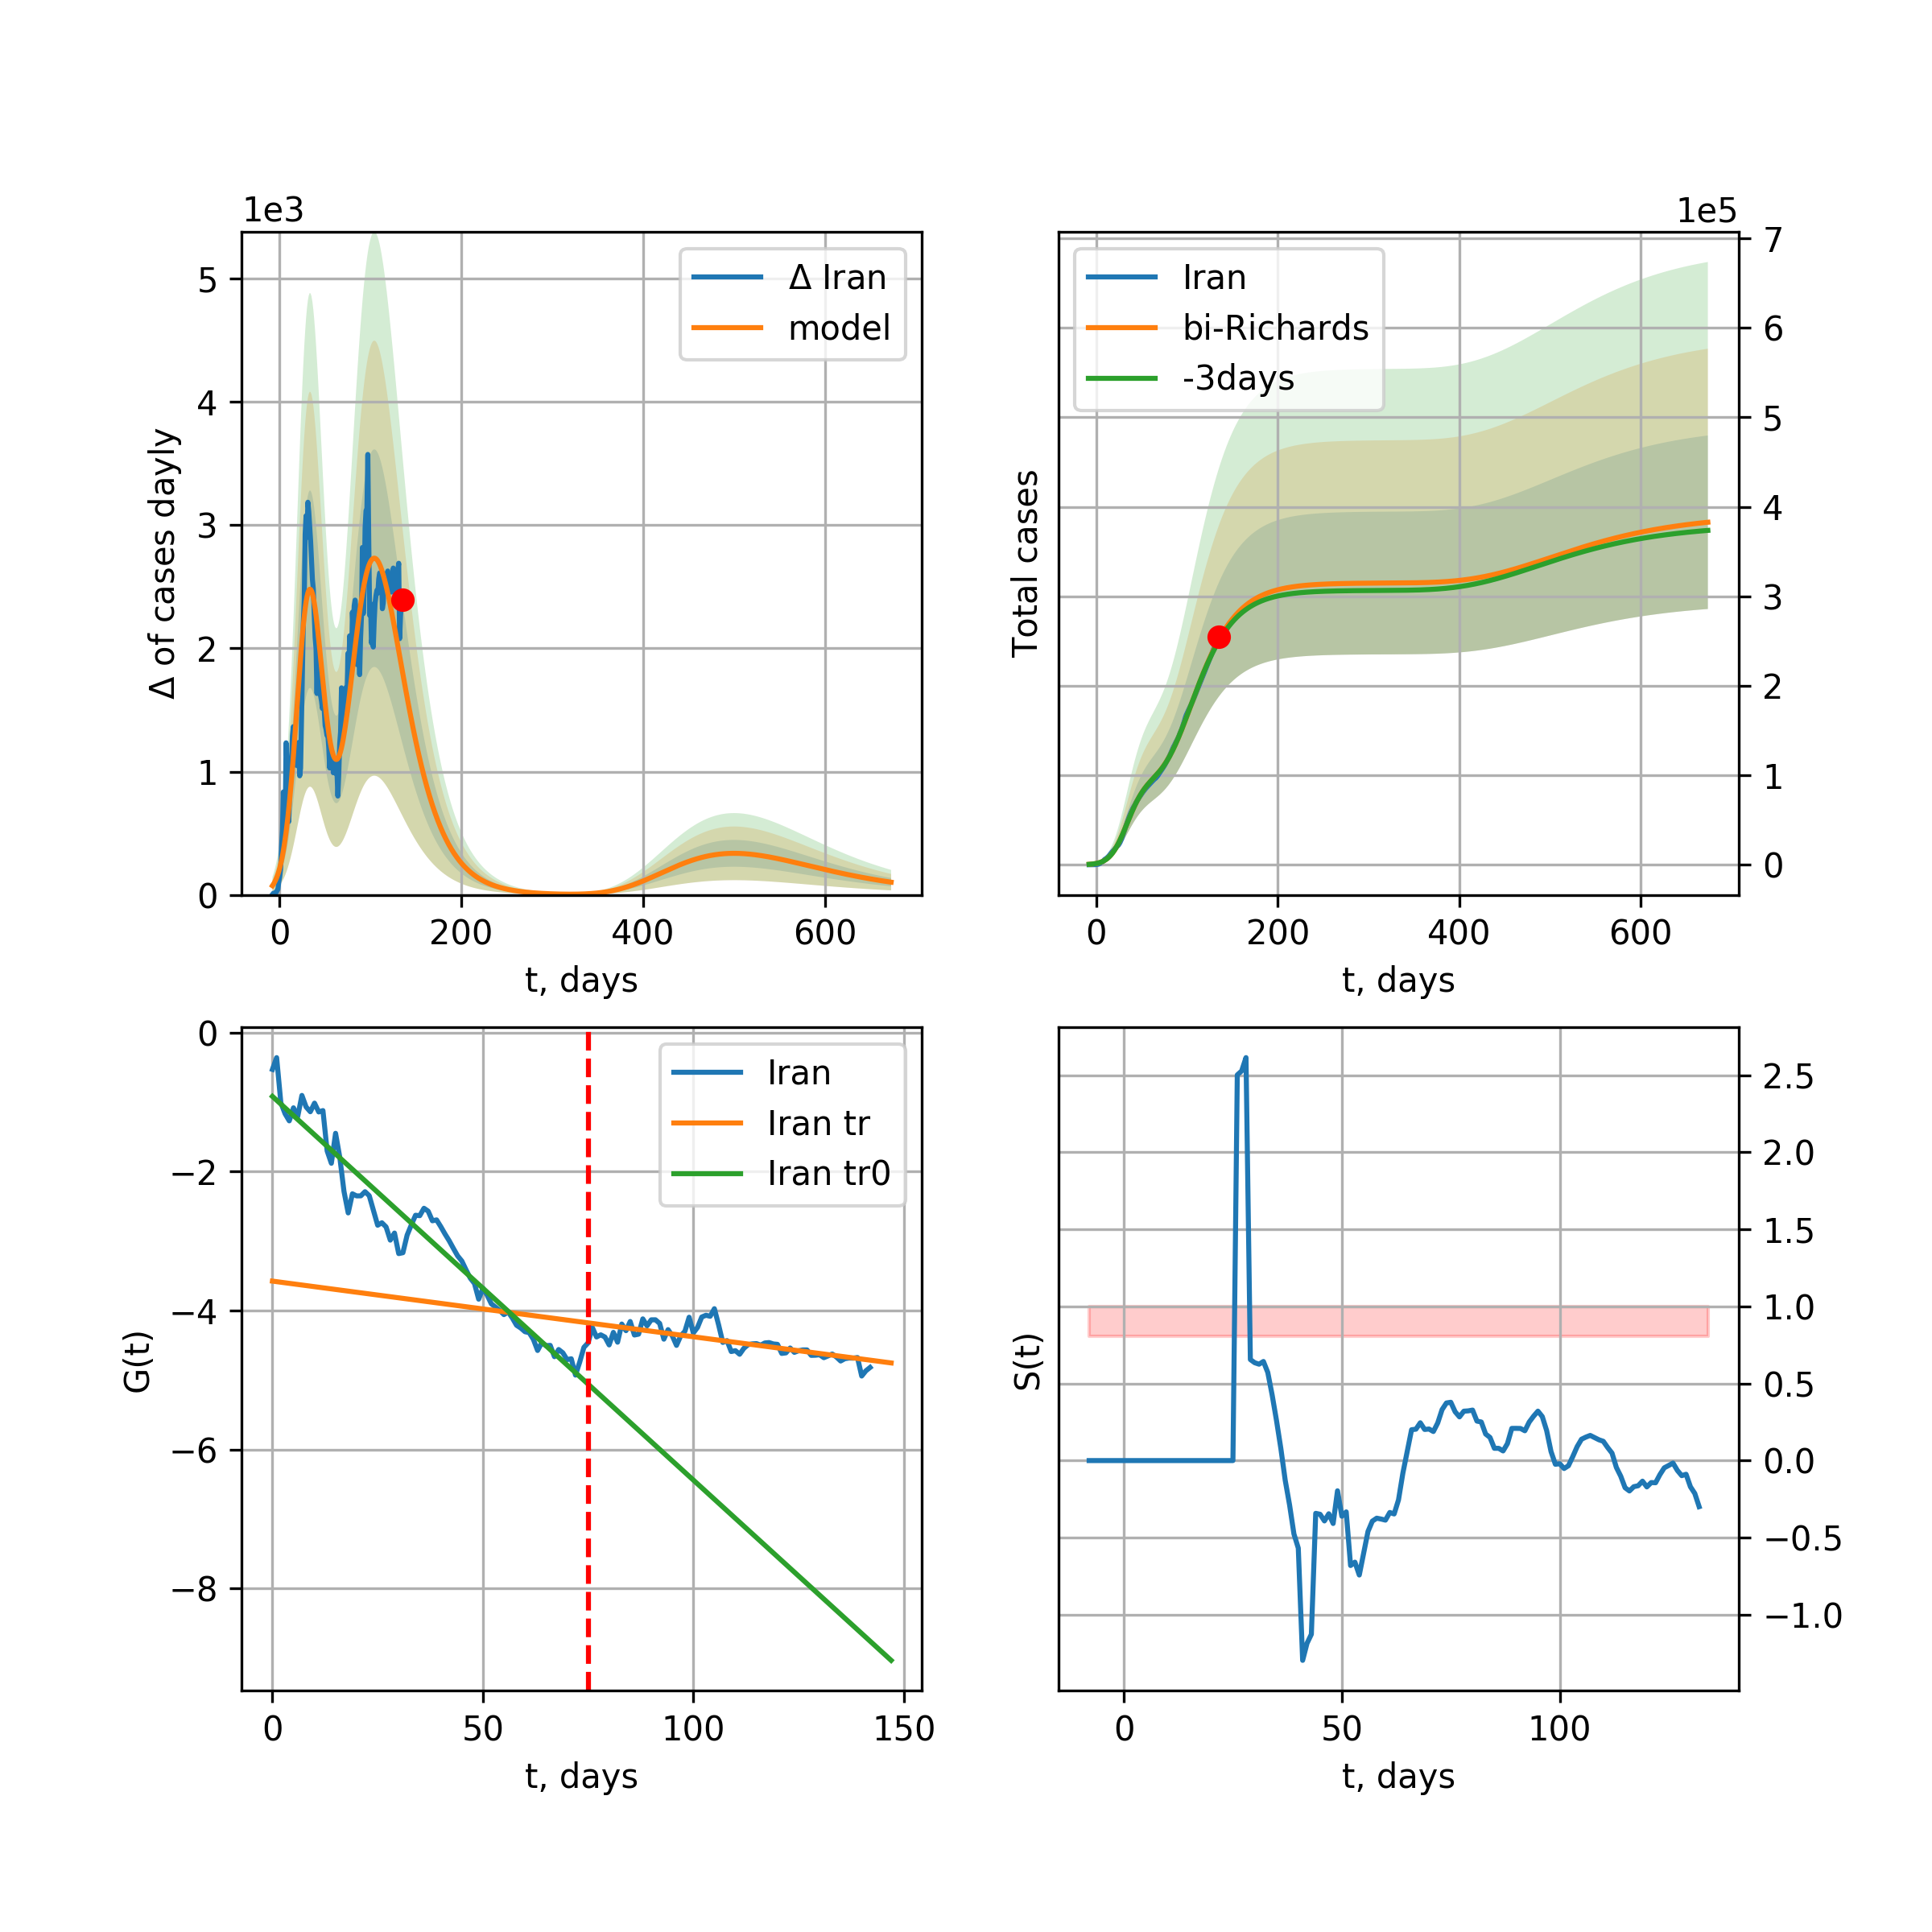 1e3
Δ of cases dayly
5
4
3
2
1
0
0 200 400 600
t, days
Δ Iran
model
1e5
Total cases
7
6
5
4
3
2
1
0
0 200 400 600
t, days
Iran
bi-Richards
-3days
G(t)
0
−2
−4
−6
−8
0 50 100 150
t, days
Iran
Iran tr
Iran tr0
S(t)
2.5
2.0
1.5
1.0
0.5
0.0
−0.5
−1.0
0 50 100
t, days